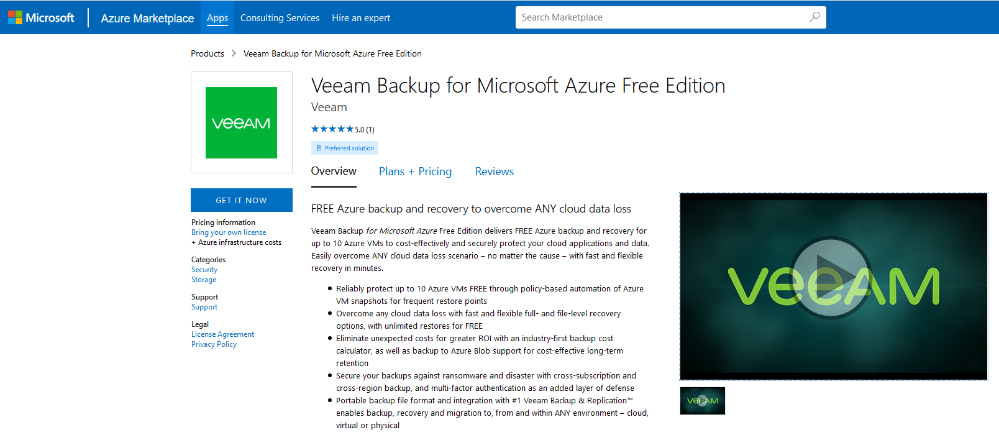 Microsoft
Azure Marketplace
Apps
Consulting Services
Hire an expert
Search Marketplace
Products > Veeam Backup for Microsoft Azure Free Edition
veeam
Veeam Backup for Microsoft Azure Free Edition
Veeam
5.0 (1)
Preferred solution
Overview
Plans + Pricing
Reviews
GET IT NOW
Pricing information
Bring your own license
+ Azure infrastructure costs
Categories
Security
Storage
Support
Support
Legal
License Agreement
Privacy Policy
FREE Azure backup and recovery to overcome ANY cloud data loss
Veeam Backup for Microsoft Azure Free Edition delivers FREE Azure backup and recovery for
up to 10 Azure VMs to cost-effectively and securely protect your cloud applications and data.
Easily overcome ANY cloud data loss scenario – no matter the cause – with fast and flexible
recovery in minutes.
• Reliably protect up to 10 Azure VMs FREE through policy-based automation of Azure
VM snapshots for frequent restore points
• Overcome any cloud data loss with fast and flexible full- and file-level recovery
options, with unlimited restores for FREE
• Eliminate unexpected costs for greater ROI with an industry-first backup cost
calculator, as well as backup to Azure Blob support for cost-effective long-term
retention
• Secure your backups against ransomware and disaster with cross-subscription and
cross-region backup, and multi-factor authentication as an added layer of defense
• Portable backup file format and integration with #1 Veeam Backup & Replication™
enables backup, recovery and migration to, from and within ANY environment – cloud,
virtual or physical
veeam
veeam